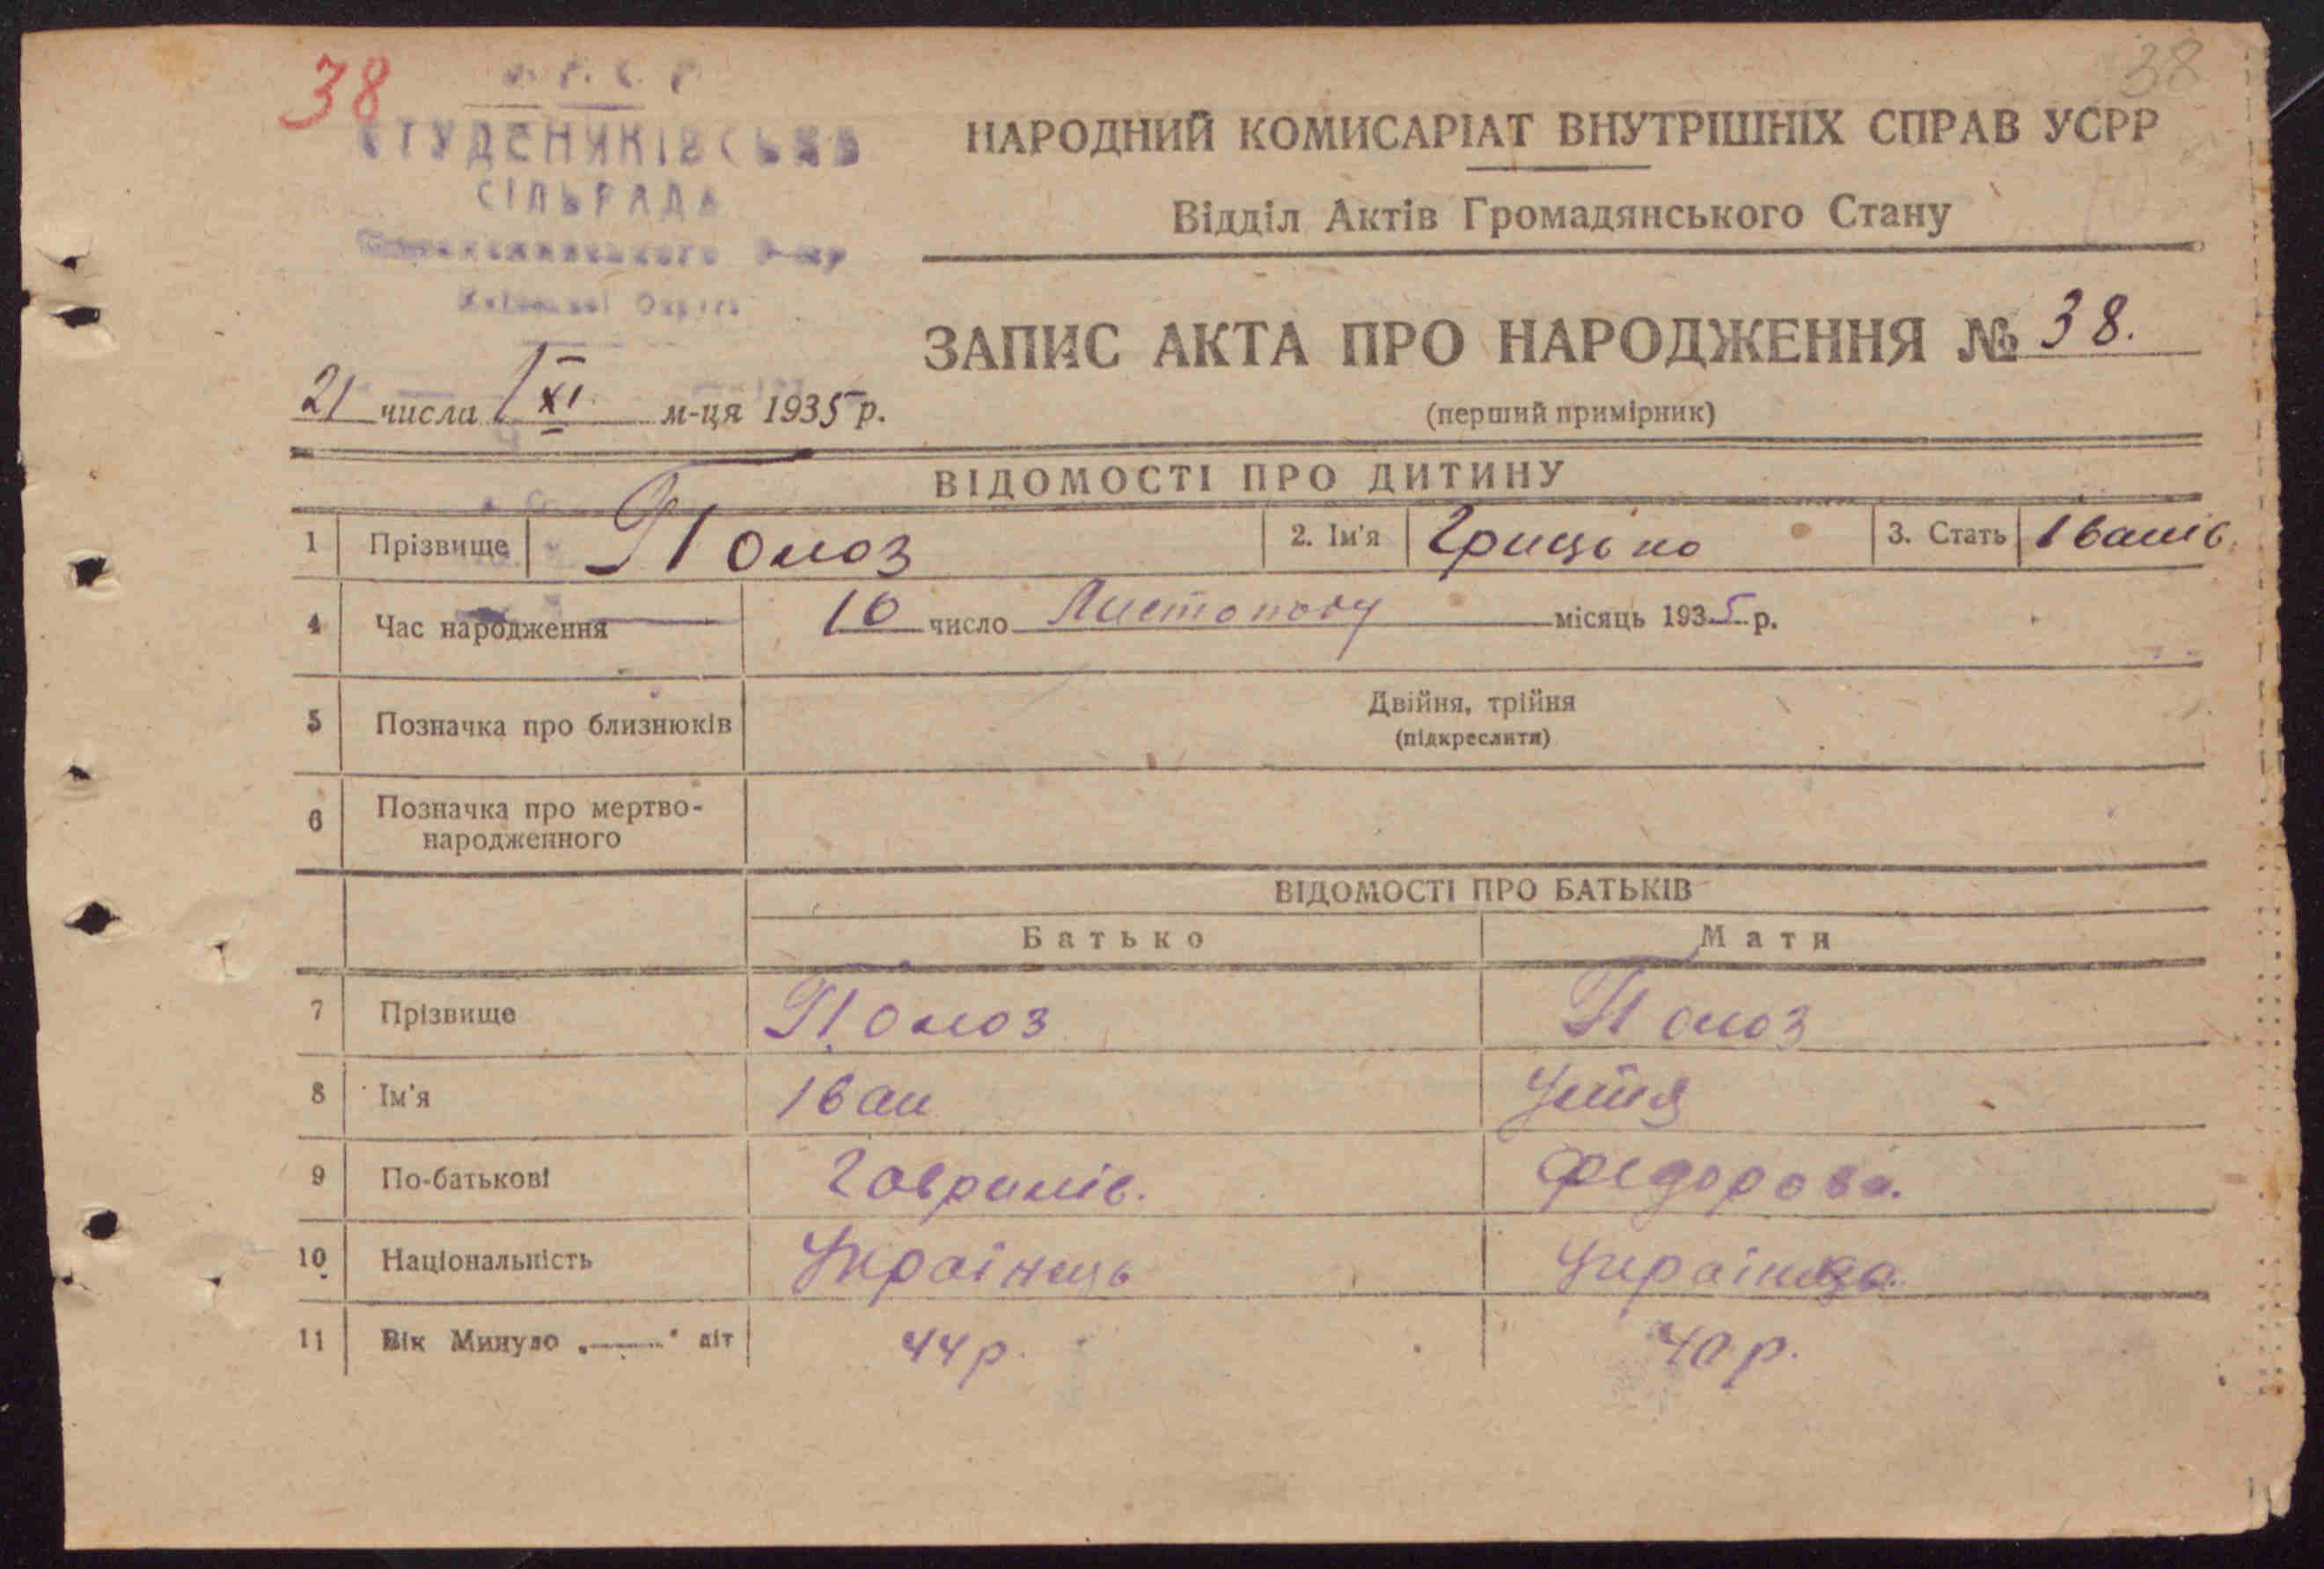 38
38
У. Р. С. Р
СТУДЕНИКІВСЬКА
СІЛЬРАДА
НАРОДНИЙ КОМИСАРІАТ ВНУТРІШНІХ СПРАВ УСРР
Відділ Актів Громадянського Стану
ЗАПИС АКТА ПРО НАРОДЖЕННЯ № 38.
21 числа XI м-ця 1935 р.
(перший примірник)
ВІДОМОСТІ ПРО ДИТИНУ
1 Прізвище Помоз 2. Ім'я 3. Стать Іванів.
4 Час народження 10 число Листопаду місяць 1935 р.
5 Позначка про близнюків Двійня, трійня
(підкреслити)
6 Позначка про мертво-
народженного
ВІДОМОСТІ ПРО БАТЬКІВ
Батько Мати
7 Прізвище Помоз Помоз
8 Ім'я Іван
9 По-батькові Гаврилів. Федорова.
10 Національність Українець Українка
11 Вік Минуло „——" літ 44 р. 40 р.